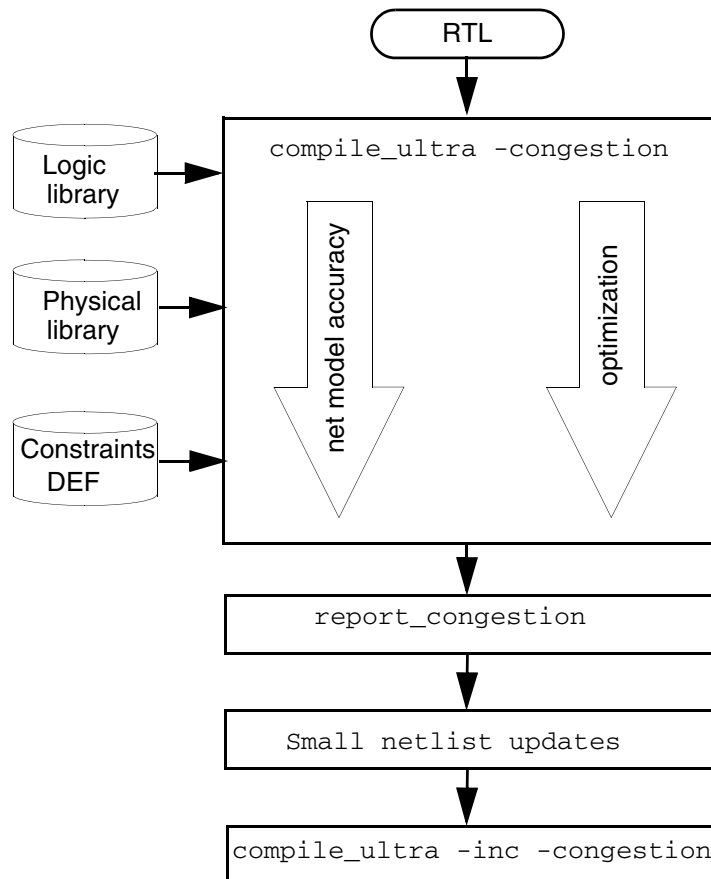 RTL
compile_ultra -congestion
Logic
library
Physical
library
Constraints
DEF
net model accuracy
optimization
report_congestion
Small netlist updates
compile_ultra -inc -congestion